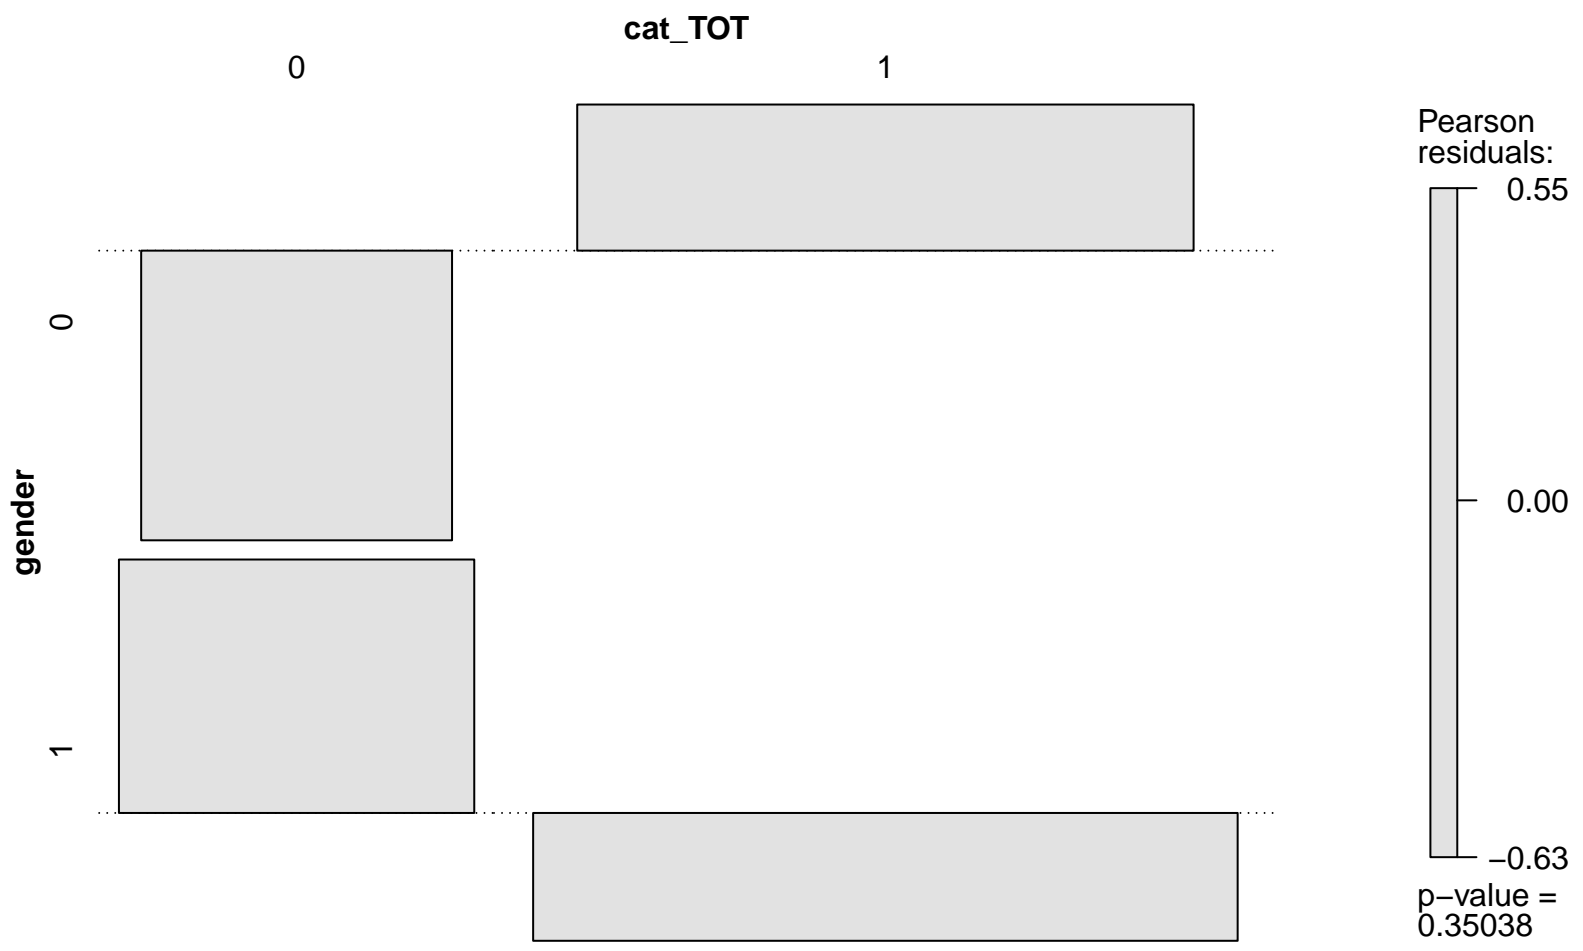 cat_TOT
0 1
gender
0
1
Pearson
residuals:
0.55
0.00
−0.63
p−value =
0.35038